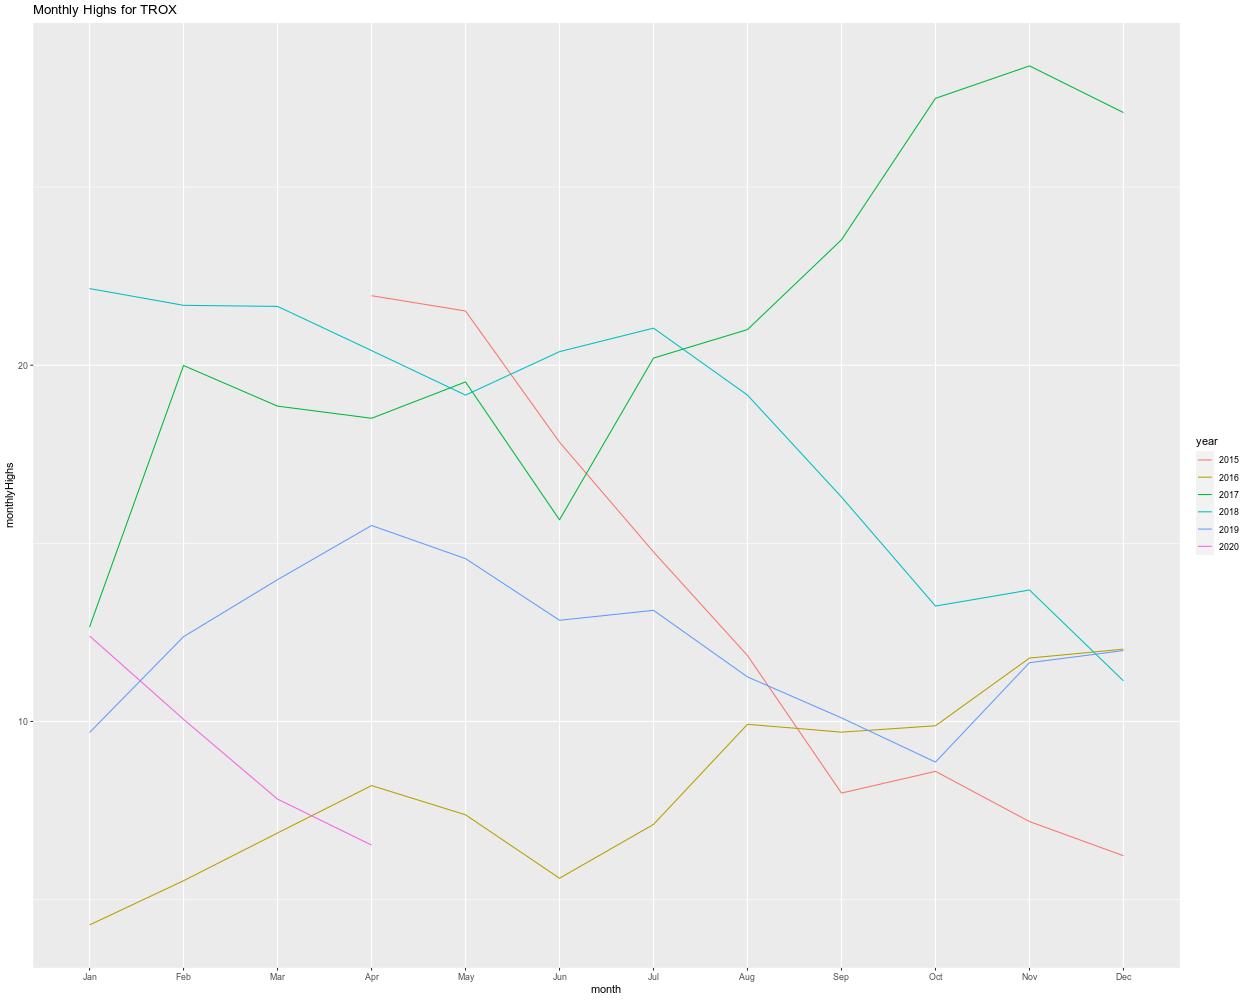 Monthly Highs for TROX
monthlyHighs
20
10
Jan Feb Mar Apr May Jun Jul Aug Sep Oct Nov Dec
month
year
2015
2016
2017
2018
2019
2020